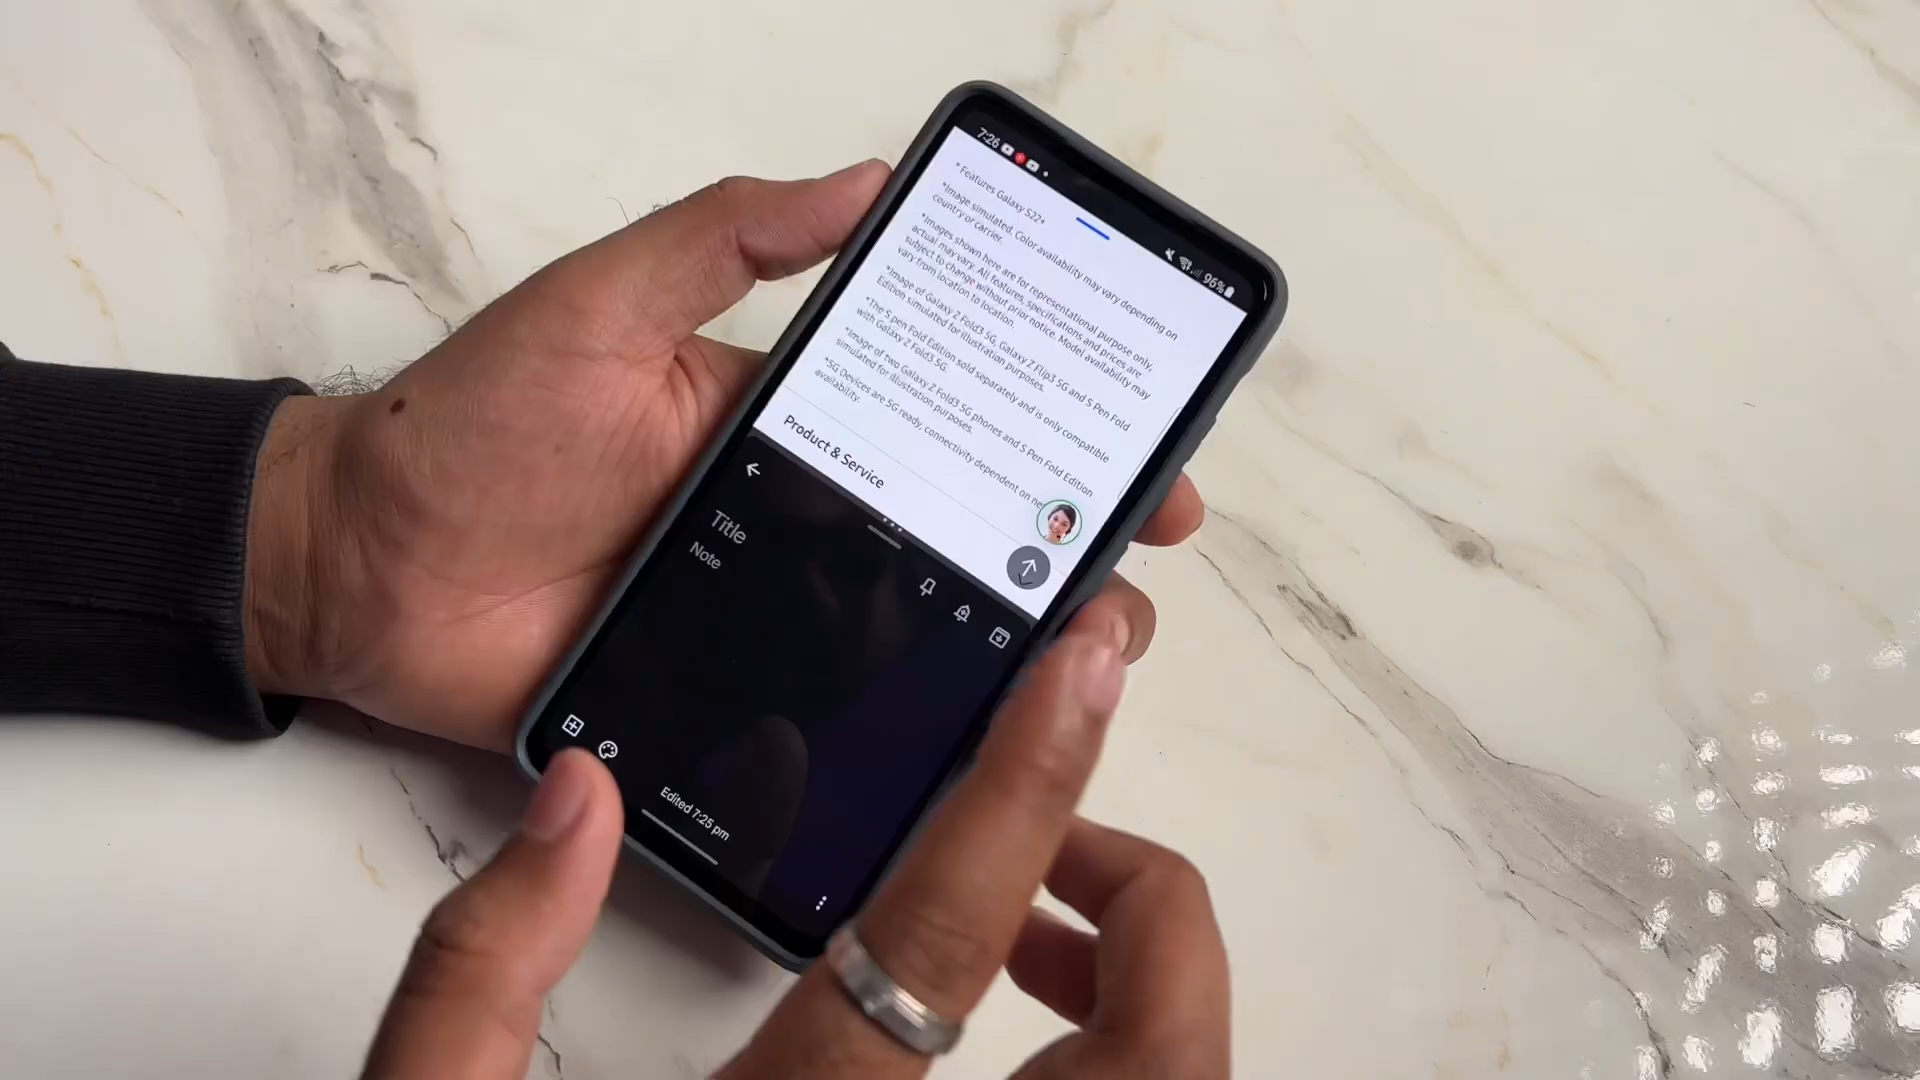 7:26
96%
* Features Galaxy S22+
*Image simulated. Color availability may vary depending on
country or carrier.
*Images shown here are for representational purpose only,
actual may vary. All features, specifications and prices are
subject to change without prior notice. Model availability may
vary from location to location.
*Image of Galaxy Z Fold3 5G, Galaxy Z Flip3 5G and S Pen Fold
Edition simulated for illustration purposes.
*The S pen Fold Edition sold separately and is only compatible
with Galaxy Z Fold3 5G.
*Image of two Galaxy Z Fold3 5G phones and S Pen Fold Edition
simulated for illustration purposes.
*5G Devices are 5G ready, connectivity dependent on
availability.
Product & Service
Title
Note
Edited 7:25 pm